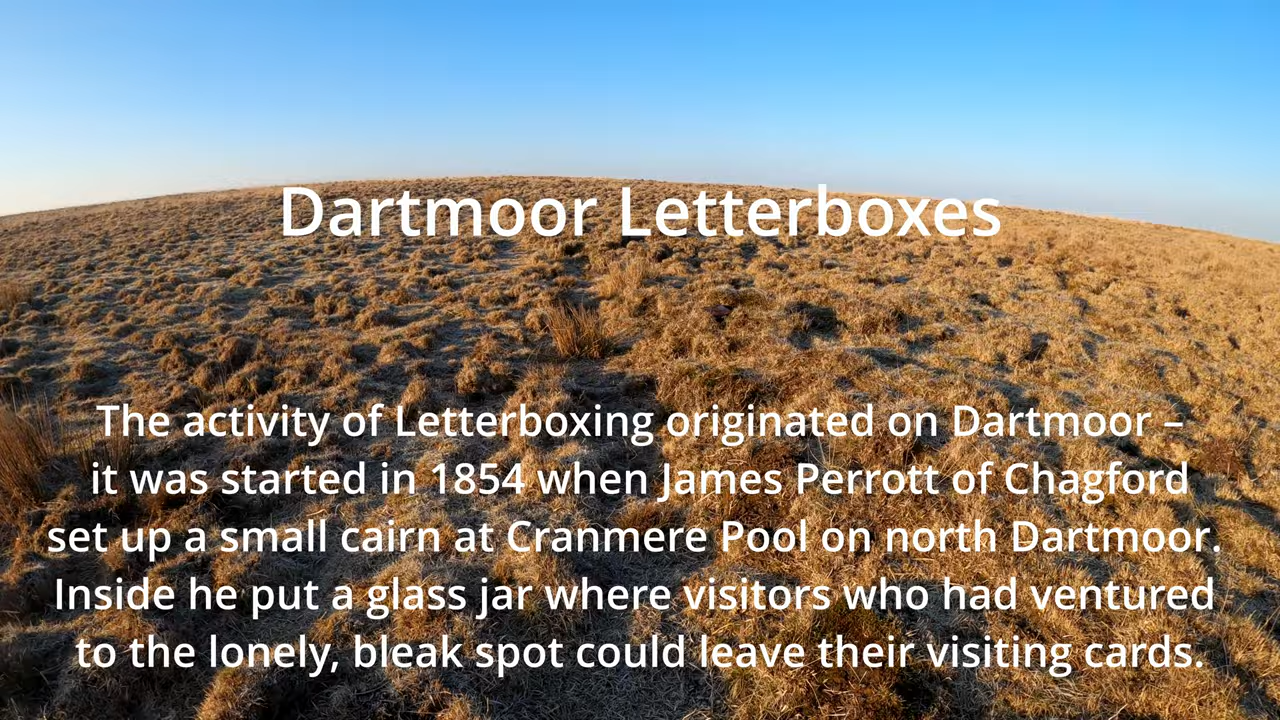 Dartmoor Letterboxes
The activity of Letterboxing originated on Dartmoor –
it was started in 1854 when James Perrott of Chagford
set up a small cairn at Cranmere Pool on north Dartmoor.
Inside he put a glass jar where visitors who had ventured
to the lonely, bleak spot could leave their visiting cards.